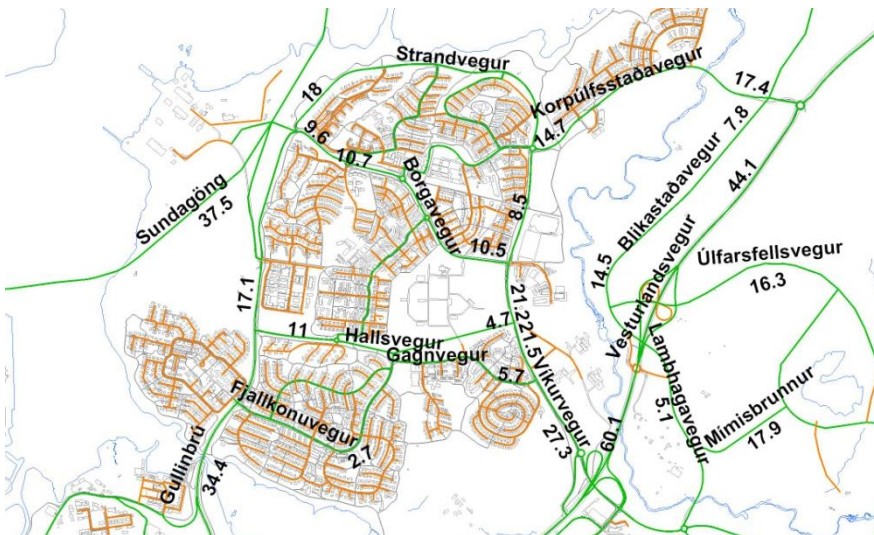 Strandvegur
18
Korpúlfsstaðavegur
17.4
9.6
14.7
7.8
10.7
Borgavegur
44.1
Blikastaðavegur
Sundagöng
37.5
8.5
10.5
Úlfarsfellsvegur
16.3
14.5
Vesturlandsvegur
17.1
21.2
21.5
4.7
11
Hallsvegur
Gagnvegur
Lambhagavegur
5.1
5.7
Víkurvegur
27.3
Fjallkonuvegur
2.7
Mimisbrunnur
17.9
60.1
Gullinbrú
34.4